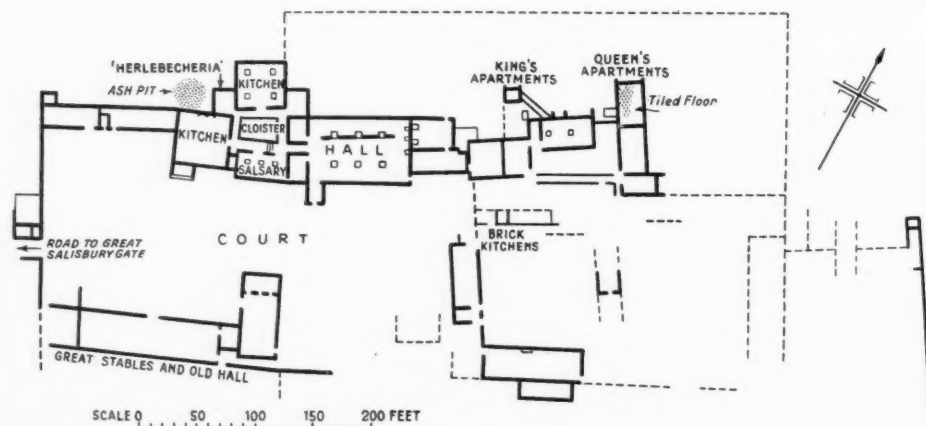 'HERLEBECHERIA'
ASH PIT
KITCHEN
CLOISTER
KITCHEN
SALSARY
HALL
KING'S
APARTMENTS
QUEEN'S
APARTMENTS
Tiled Floor
COURT
ROAD TO GREAT
SALISBURY GATE
BRICK
KITCHENS
GREAT STABLES AND OLD HALL
SCALE 0 50 100 150 200 FEET